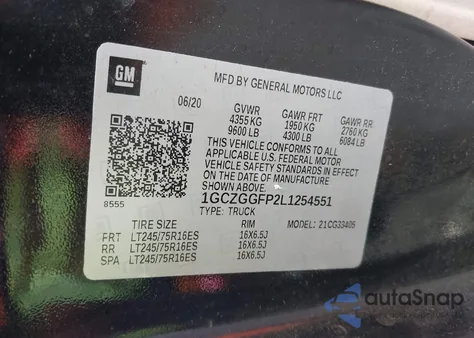 GM
MFD BY GENERAL MOTORS LLC
06/20 GVWR GAWR FRT GAWR RR
4355 KG 1950 KG 2760 KG
9600 LB 4300 LB 6084 LB
THIS VEHICLE CONFORMS TO ALL
APPLICABLE U.S. FEDERAL MOTOR
VEHICLE SAFETY STANDARDS IN EFFECT
ON THE DATE OF MANUFACTURE
SHOWN ABOVE.
8555 1GCZGGFP2L1254551
TYPE: TRUCK
TIRE SIZE RIM MODEL: 21CG33405
FRT LT245/75R16ES 16X6.5J
RR LT245/75R16ES 16X6.5J
SPA LT245/75R16ES 16X6.5J
autoSnap